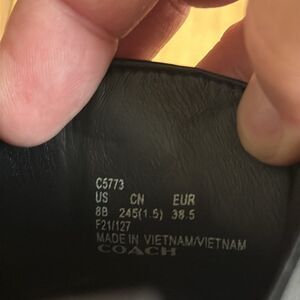 C5773
US CN EUR
8B 245(1.5) 38.5
F21/127
MADE IN VIETNAM/VIETNAM
COACH